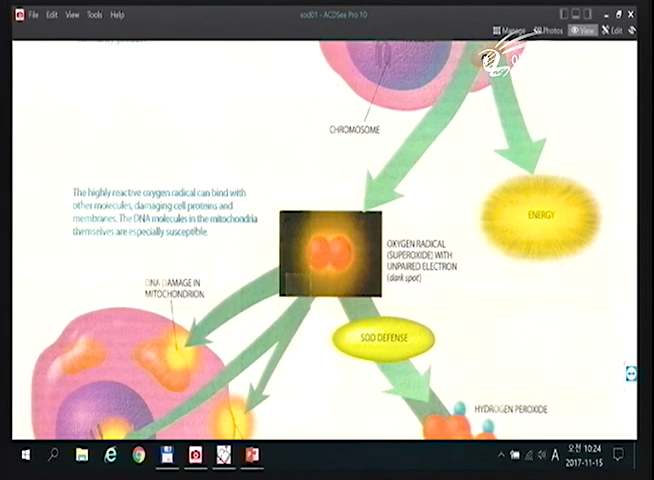 File Edit View Tools Help
sod01 - ACDSee Pro 10
Manage Photos View Edit
CHROMOSOME
ENERGY
The highly reactive oxygen radical can bind with
other molecules, damaging cell proteins and
membranes. The DNA molecules in the mitochondria
themselves are especially susceptible.
OXYGEN RADICAL
(SUPEROXIDE) WITH
UNPAIRED ELECTRON
(dark spot)
DNA DAMAGE IN
MITOCHONDRION
SOD DEFENSE
HYDROGEN PEROXIDE
A
오전 10:24
2017-11-15